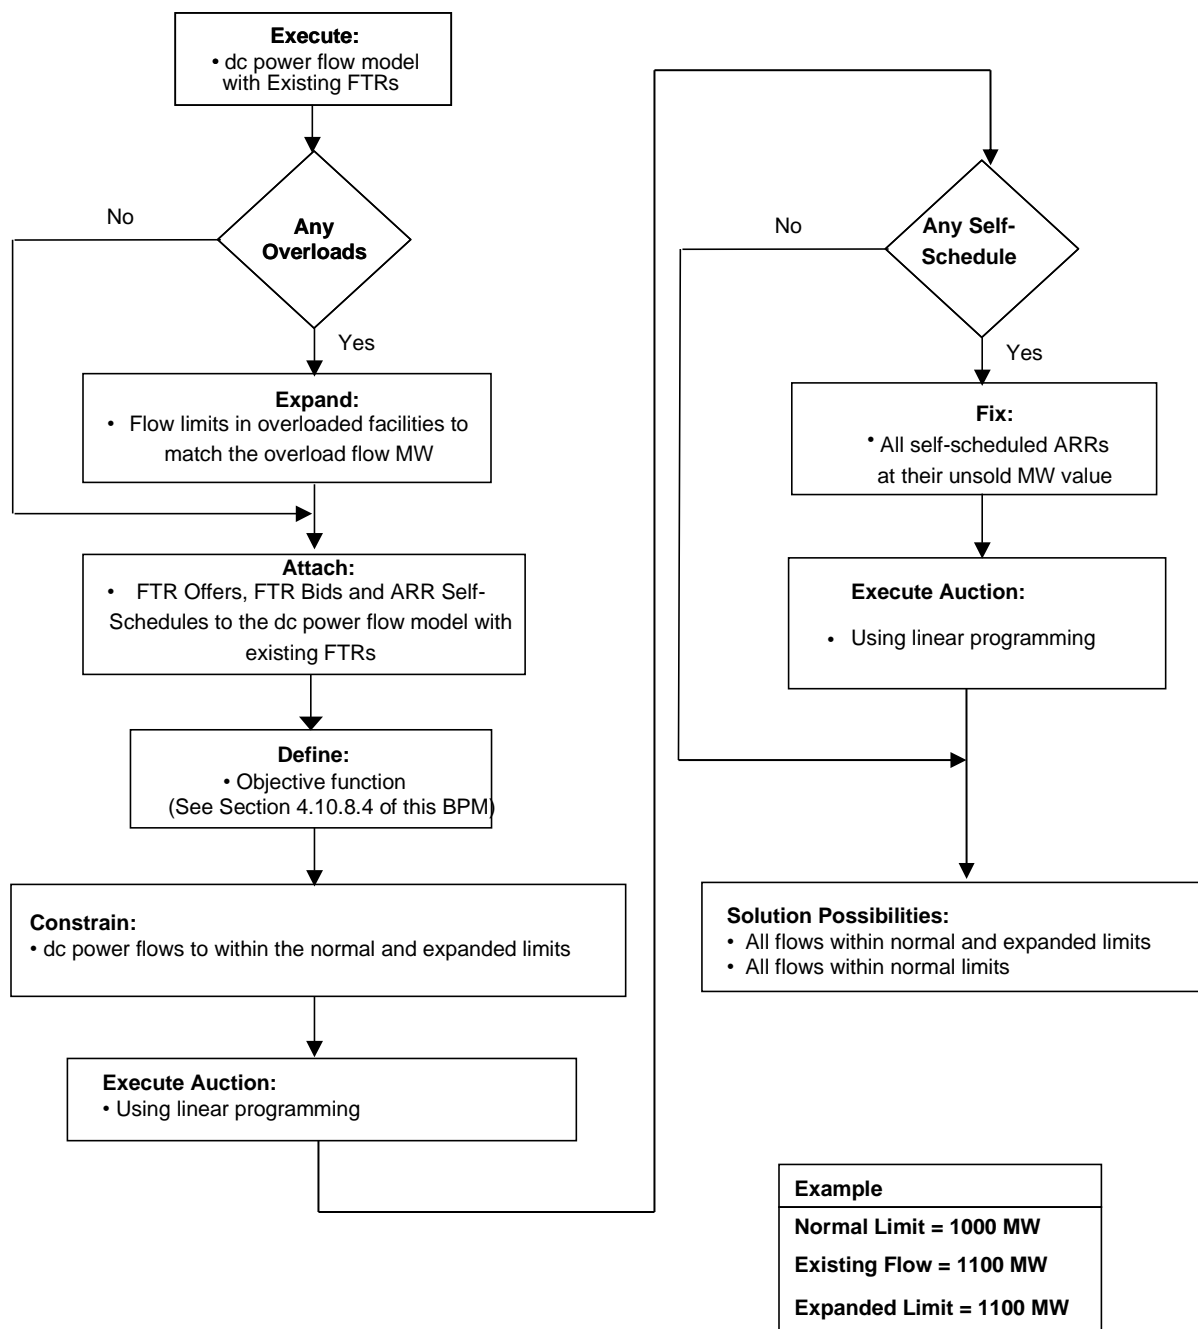 Execute:
• dc power flow model
with Existing FTRs
Any
Overloads
No
Yes
Expand:
• Flow limits in overloaded facilities to
match the overload flow MW
Attach:
• FTR Offers, FTR Bids and ARR Self-
Schedules to the dc power flow model with
existing FTRs
Define:
• Objective function
(See Section 4.10.8.4 of this BPM)
Constrain:
• dc power flows to within the normal and expanded limits
Execute Auction:
• Using linear programming
Any Self-
Schedule
No
Yes
Fix:
• All self-scheduled ARRs
at their unsold MW value
Execute Auction:
• Using linear programming
Solution Possibilities:
• All flows within normal and expanded limits
• All flows within normal limits
Example
Normal Limit = 1000 MW
Existing Flow = 1100 MW
Expanded Limit = 1100 MW